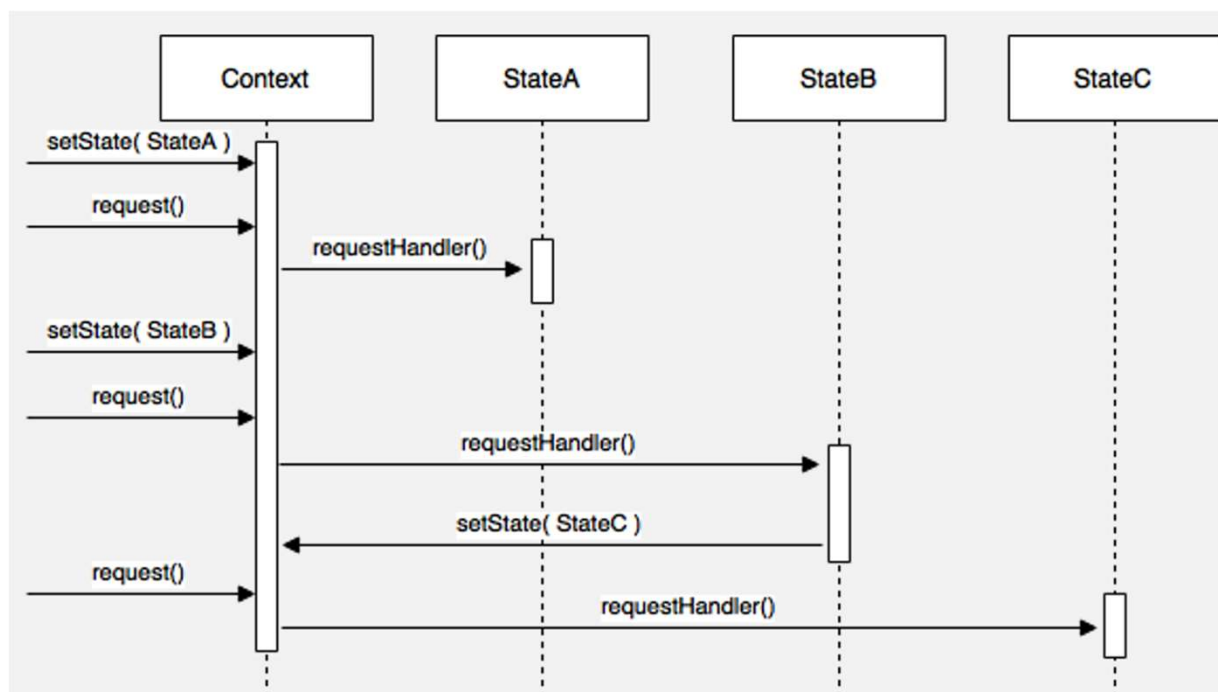 Context
StateA
StateB
StateC
setState( StateA )
request()
requestHandler()
setState( StateB )
request()
requestHandler()
setState( StateC )
request()
requestHandler()